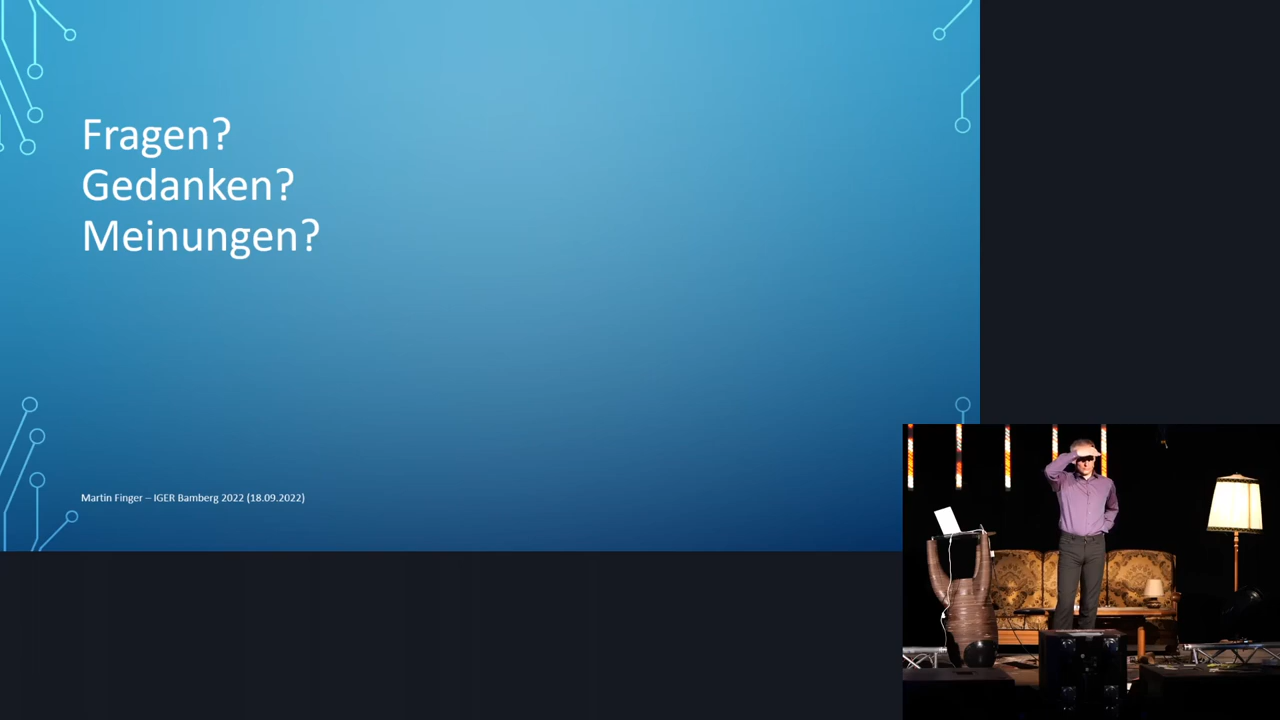 Fragen?
Gedanken?
Meinungen?
Martin Finger – IGER Bamberg 2022 (18.09.2022)